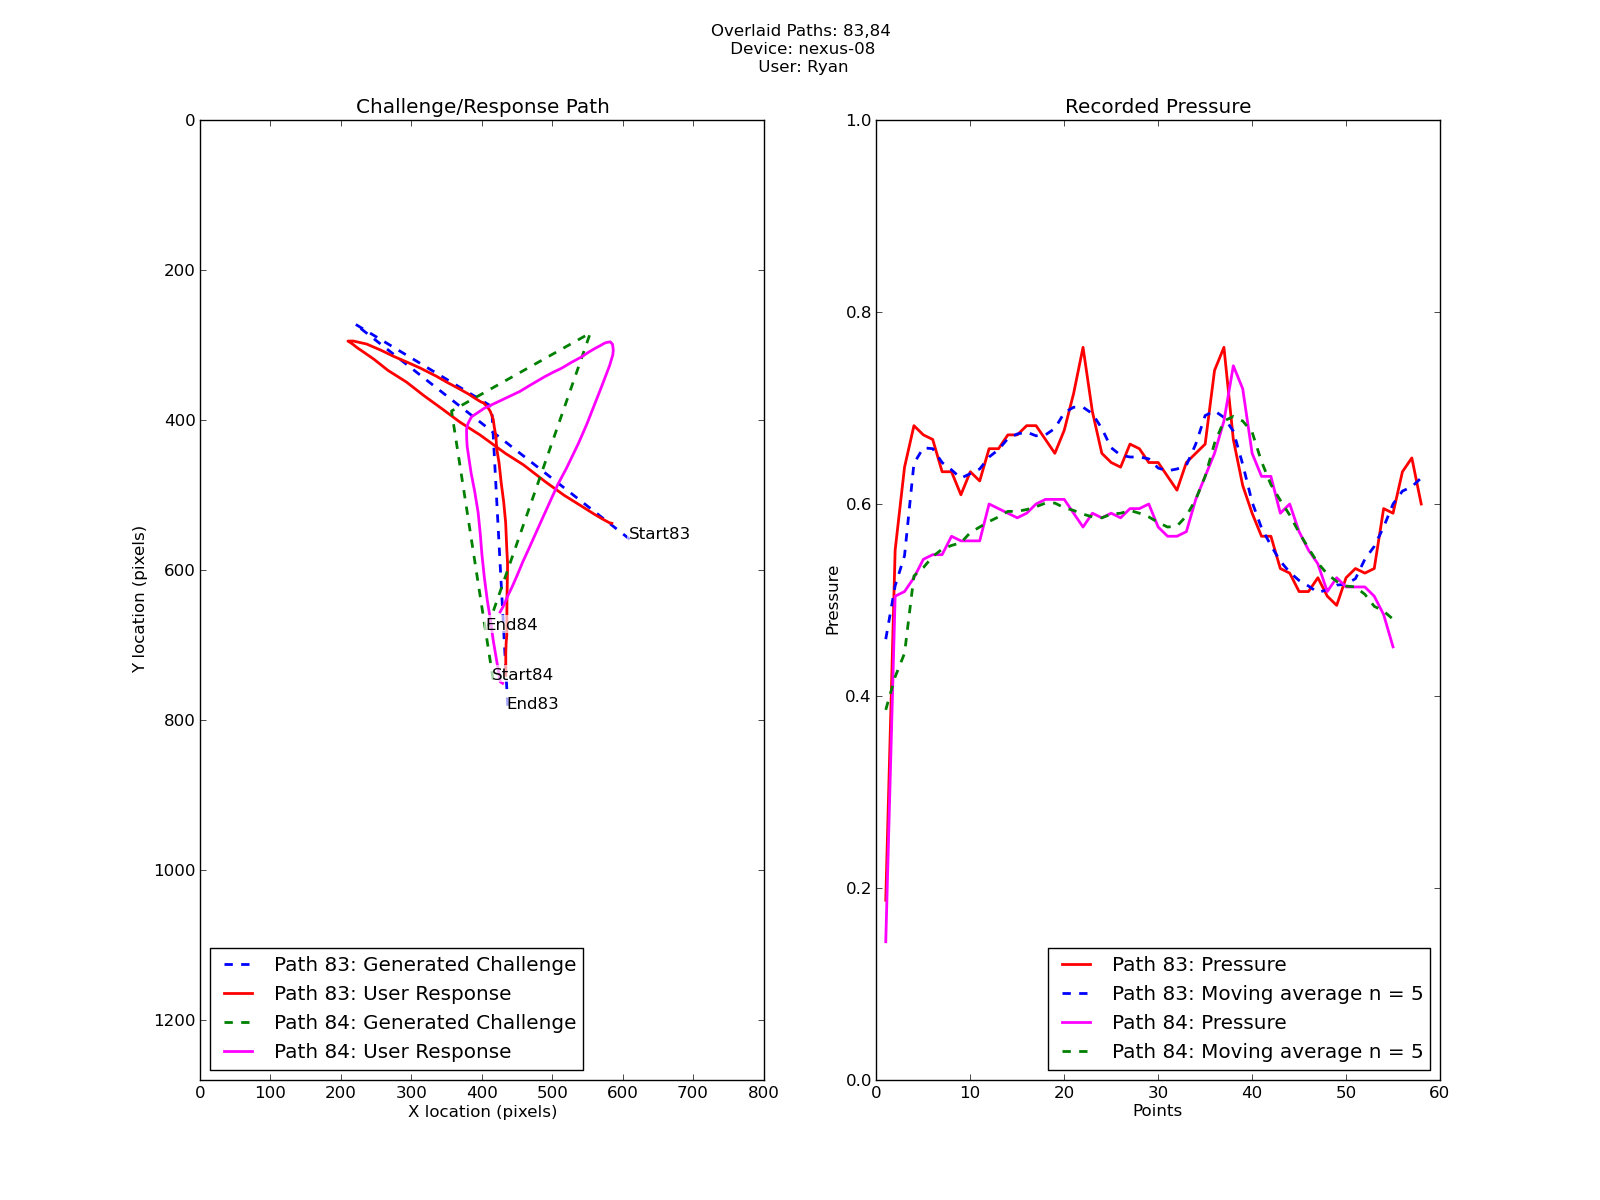 Overlaid Paths: 83,84
Device: nexus-08
User: Ryan
Challenge/Response Path
0
200
400
600
800
1000
1200
Y location (pixels)
Start83
End84
Start84
End83
Path 83: Generated Challenge
Path 83: User Response
Path 84: Generated Challenge
Path 84: User Response
0 100 200 300 400 500 600 700 800
X location (pixels)
Recorded Pressure
1.0
0.8
0.6
0.4
0.2
0.0
Pressure
Path 83: Pressure
Path 83: Moving average n = 5
Path 84: Pressure
Path 84: Moving average n = 5
0 10 20 30 40 50 60
Points